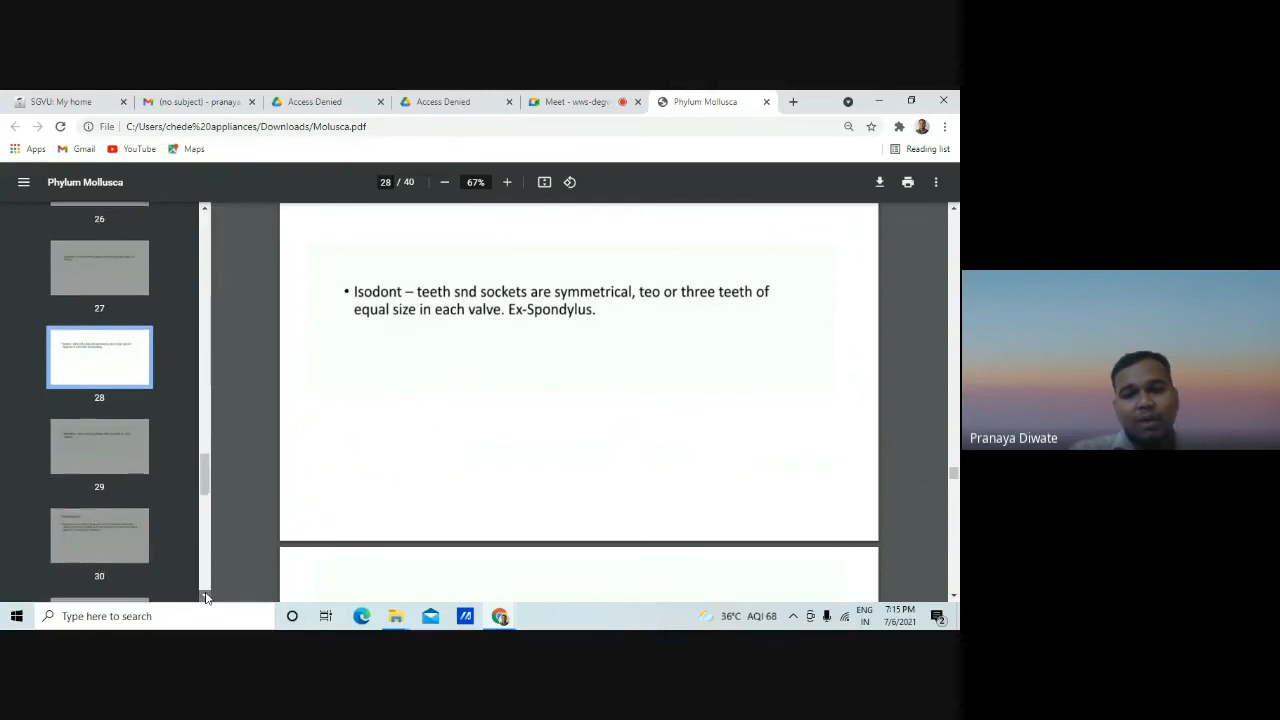 SGVU: My home
(no subject) - pranaya
Access Denied
Access Denied
Meet - wws-degv
Phylum Mollusca
File C:/Users/chede%20appliances/Downloads/Molusca.pdf
Apps Gmail YouTube Maps Reading list
Phylum Mollusca 28 / 40 67%
26
27
28
29
30
• Isodont – teeth snd sockets are symmetrical, teo or three teeth of
equal size in each valve. Ex-Spondylus.
Pranaya Diwate
Type here to search
36°C AQI 68
ENG
IN
7:15 PM
7/6/2021
2